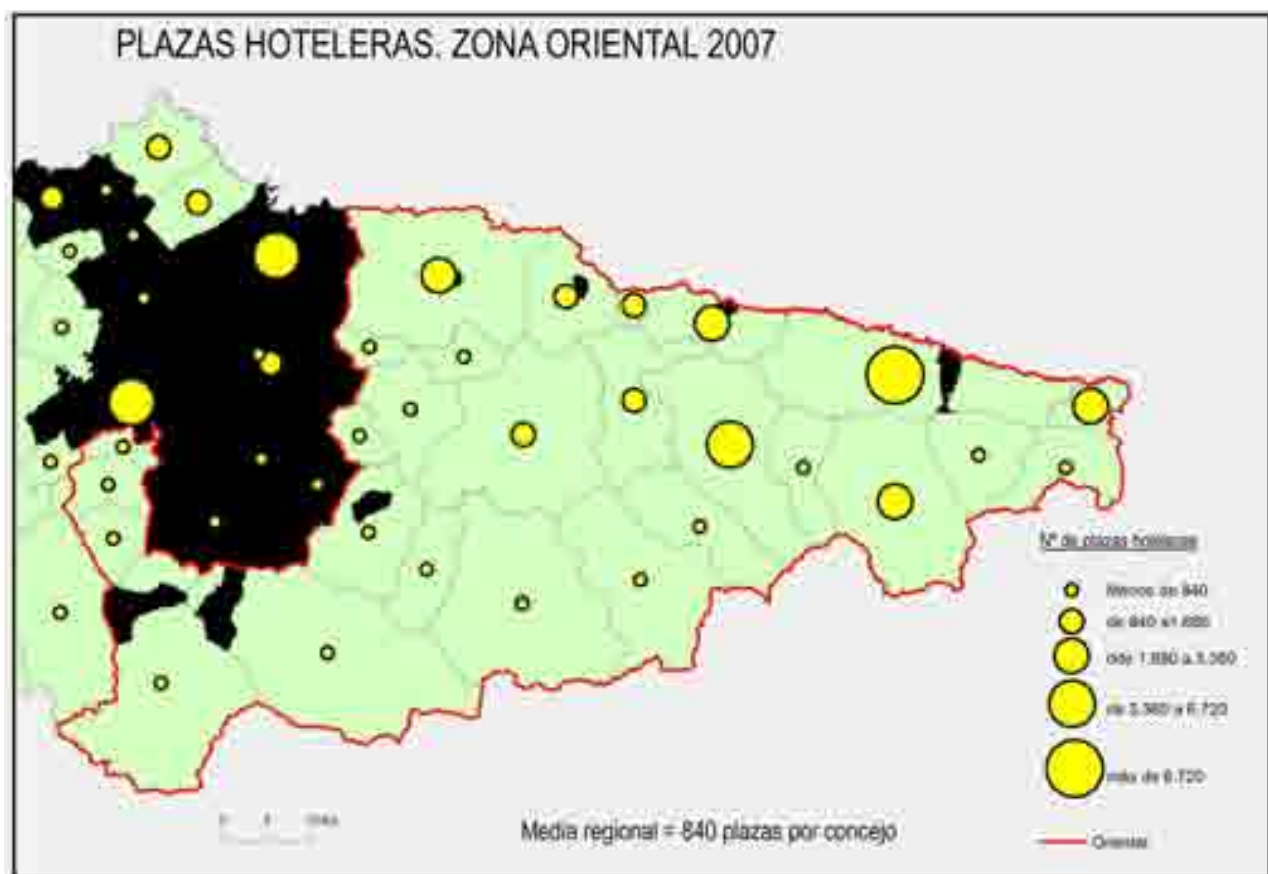 PLAZAS HOTELERAS. ZONA ORIENTAL 2007
Nº de plazas hoteleras
Menos de 840
de 840 a 1.680
de 1.680 a 3.360
de 3.360 a 6.720
más de 6.720
Oriental
Media regional = 840 plazas por concejo